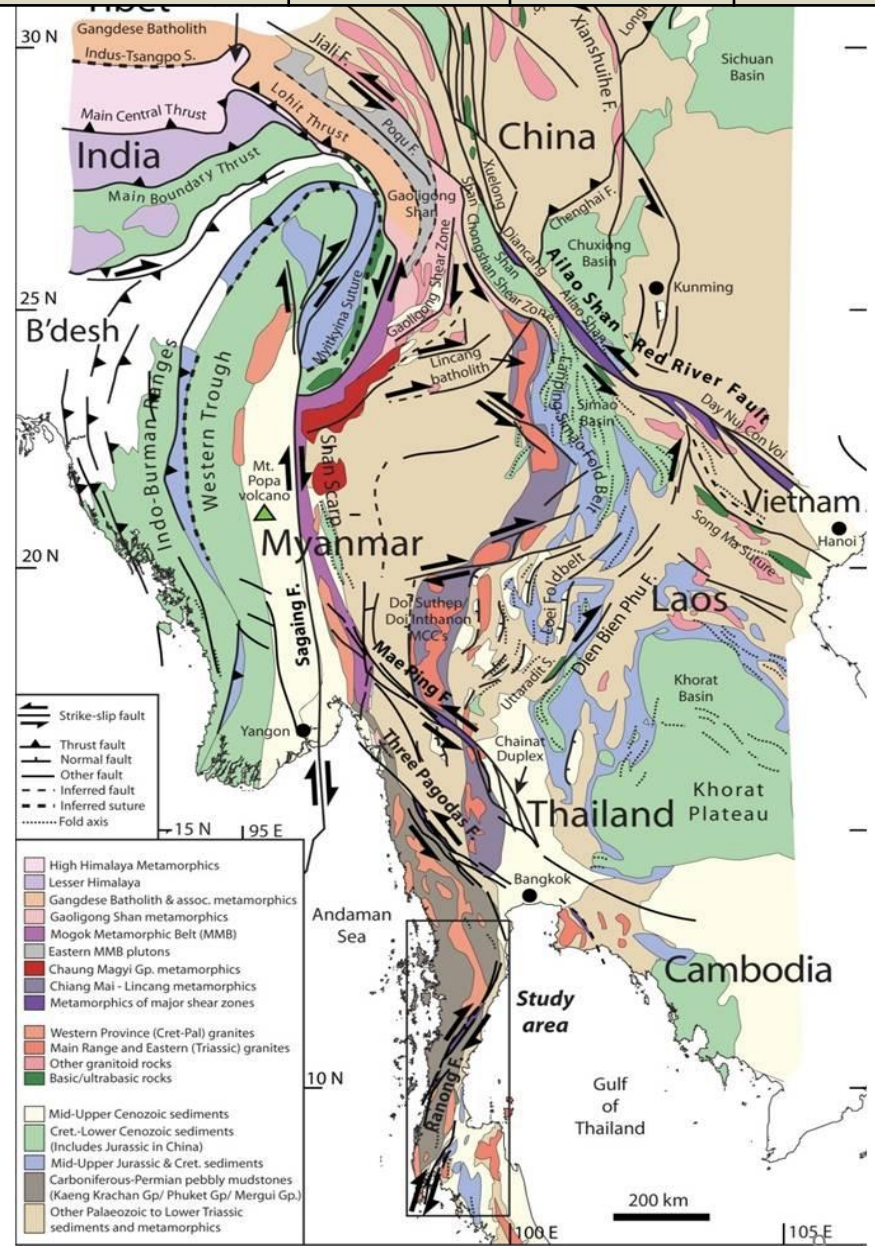 Tibet
30 N
Gangdese Batholith
Indus-Tsangpo S.
Main Central Thrust
India
Main Boundary Thrust
Lohit Thrust
Jiali F.
Poqu F.
Gaoligong
Shan
Xianshuihe F.
Sichuan
Basin
China
Xuelong
Shan
Diancang
Shan
Chongshan Shear Zone
Chenghai F.
Chuxiong
Basin
Kunming
Gaoligong Shear Zone
Ailao Shan - Red River Fault
Ailao Shan
Day Nui Con Voi
25 N
B'desh
Myitkyina Suture
Lincang
batholith
Lanping-Simao Fold Belt
Simao
Basin
Indo-Burman Ranges
Western Trough
Mt.
Popa
volcano
Shan Scarp
Myanmar
Vietnam
Hanoi
Song Ma Suture
20 N
Sagaing F.
Doi Suthep/
Doi Inthanon
MCC's
Loei Foldbelt
Dien Bien Phu F.
Laos
Uttaradit S.
Mae Ping F.
Khorat
Basin
Yangon
Chainat
Duplex
Three Pagodas F.
Thailand
Khorat
Plateau
Strike-slip fault
Thrust fault
Normal fault
Other fault
Inferred fault
Inferred suture
Fold axis
15 N
95 E
High Himalaya Metamorphics
Lesser Himalaya
Gangdese Batholith & assoc. metamorphics
Gaoligong Shan metamorphics
Mogok Metamorphic Belt (MMB)
Eastern MMB plutons
Chaung Magyi Gp. metamorphics
Chiang Mai - Lincang metamorphics
Metamorphics of major shear zones
Western Province (Cret-Pal) granites
Main Range and Eastern (Triassic) granites
Other granitoid rocks
Basic/ultrabasic rocks
Mid-Upper Cenozoic sediments
Cret.-Lower Cenozoic sediments
(Includes Jurassic in China)
Mid-Upper Jurassic & Cret. sediments
Carboniferous-Permian pebbly mudstones
(Kaeng Krachan Gp/ Phuket Gp/ Mergui Gp.)
Other Palaeozoic to Lower Triassic
sediments and metamorphics
Bangkok
Andaman
Sea
Cambodia
Study
area
10 N
Ranong F.
Gulf
of
Thailand
200 km
100 E
105 E